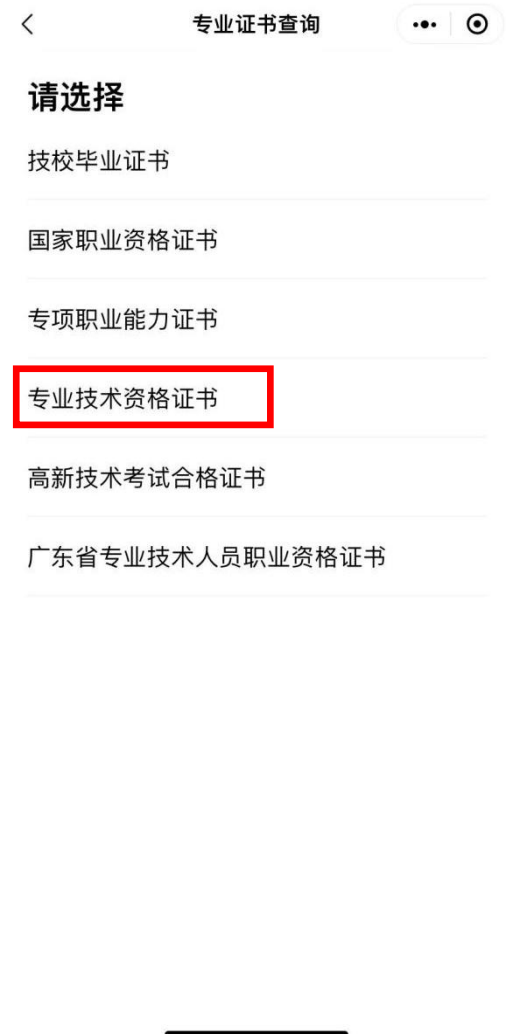 专业证书查询
请选择
技校毕业证书
国家职业资格证书
专项职业能力证书
专业技术资格证书
高新技术考试合格证书
广东省专业技术人员职业资格证书